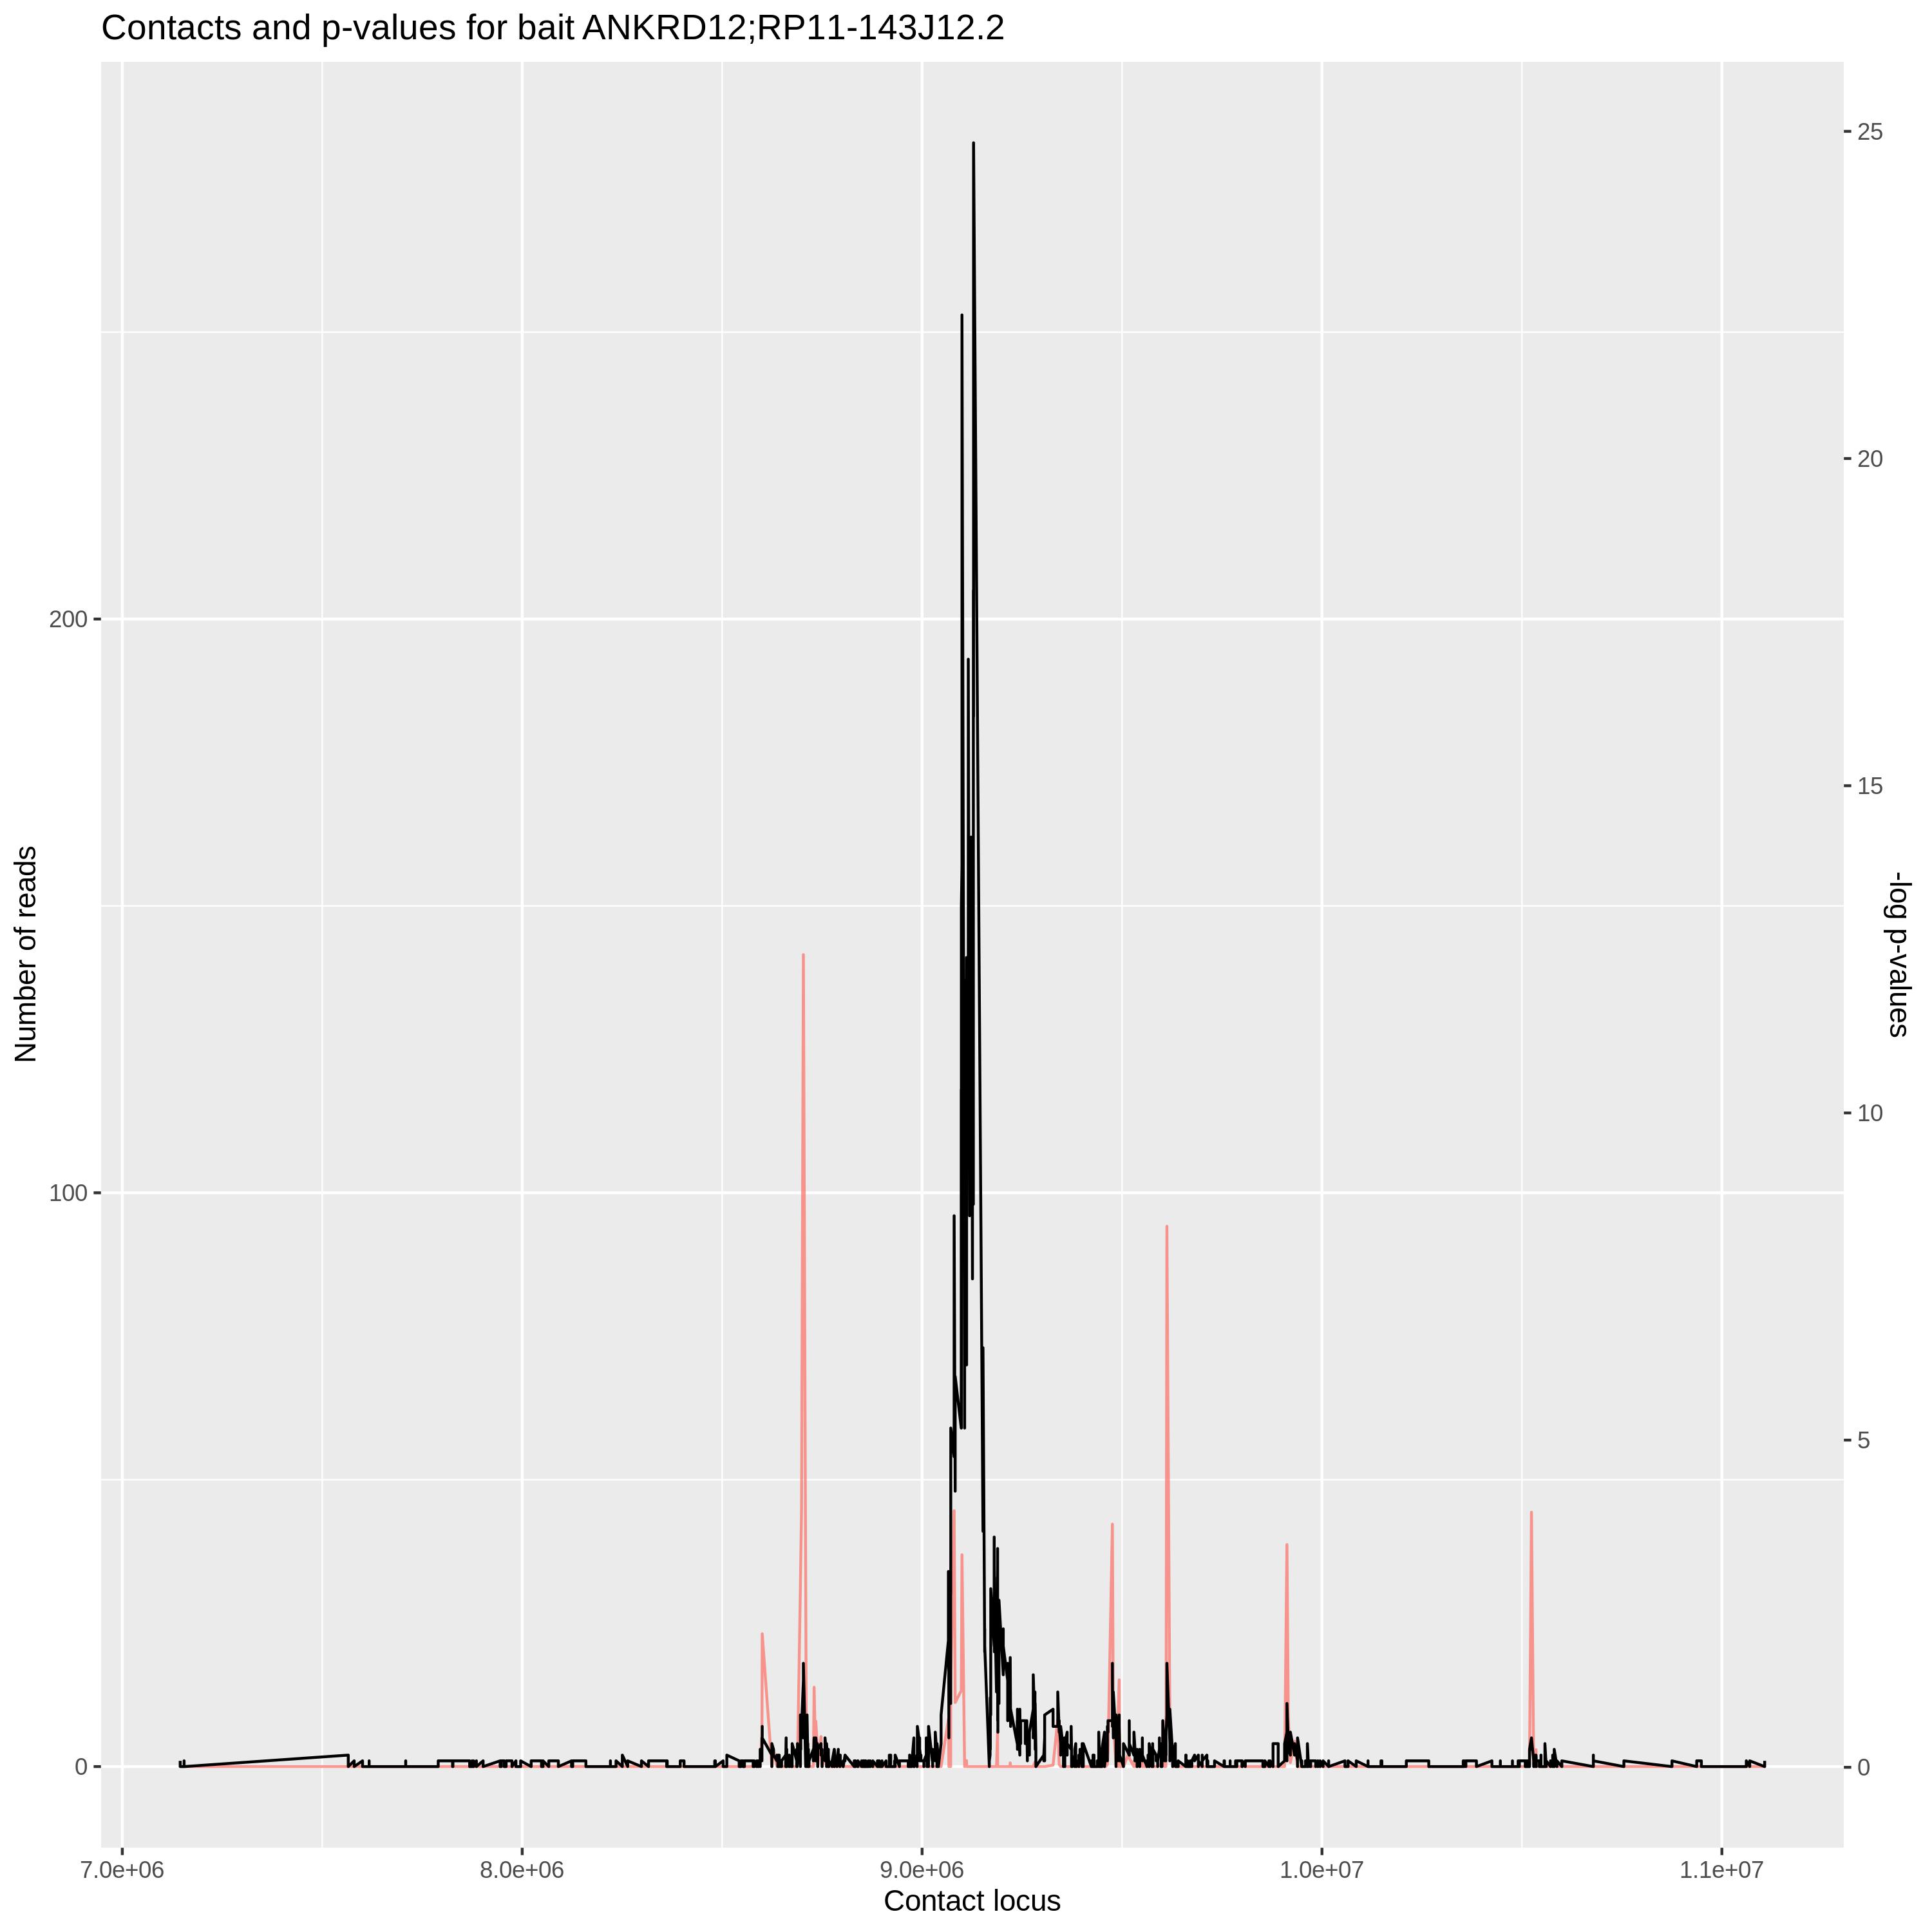 Contacts and p-values for bait ANKRD12;RP11-143J12.2
Number of reads
200
100
0
25
20
15
10
5
0
-log p-values
7.0e+06
8.0e+06
9.0e+06
1.0e+07
1.1e+07
Contact locus